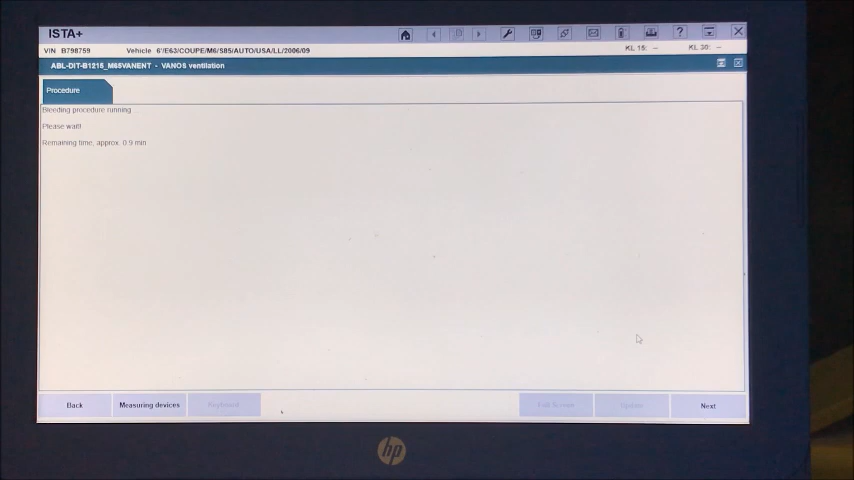 ISTA+
VIN B798759 Vehicle 6'/E63/COUPE/M6/S85/AUTO/USA/LL/2006/09 KL 15: -- KL 30: --
ABL-DIT-B1215_M65VANENT - VANOS ventilation
Procedure
Bleeding procedure running
Please wait!
Remaining time, approx. 0.9 min
Back Measuring devices Keyboard Full Screen Update Next
hp